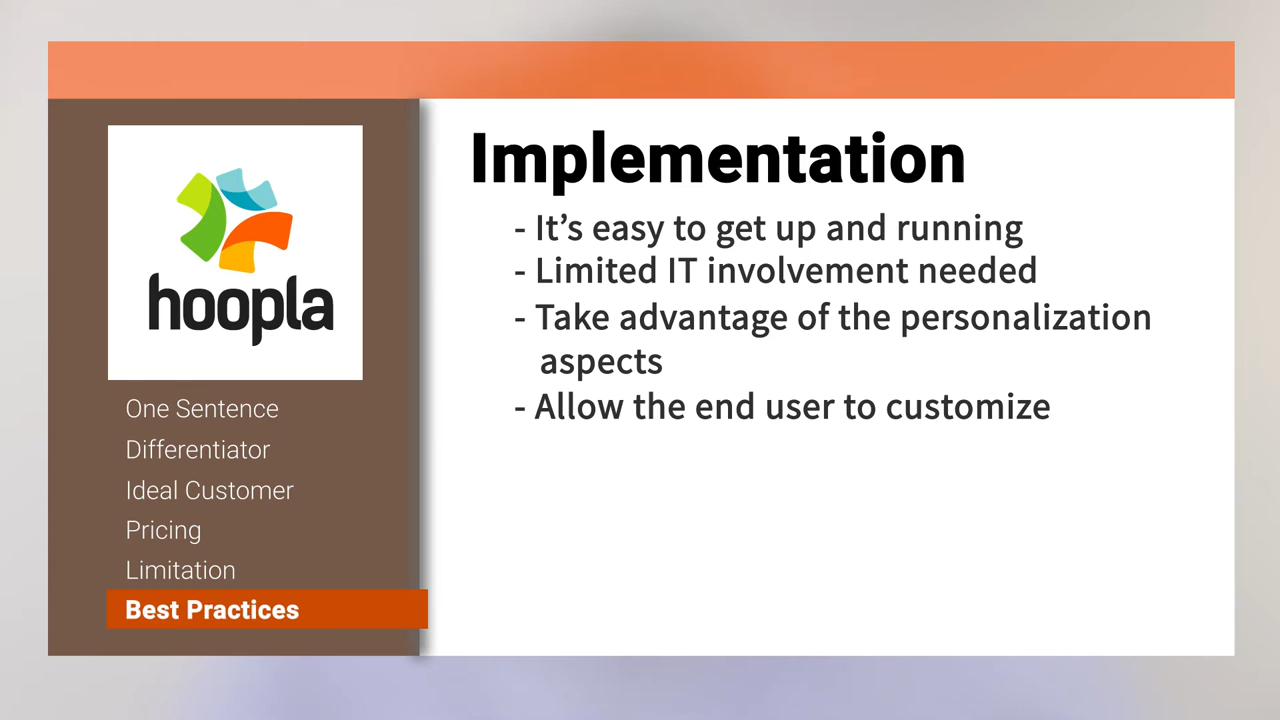 hoopla
One Sentence
Differentiator
Ideal Customer
Pricing
Limitation
Best Practices
Implementation
- It’s easy to get up and running
- Limited IT involvement needed
- Take advantage of the personalization
aspects
- Allow the end user to customize